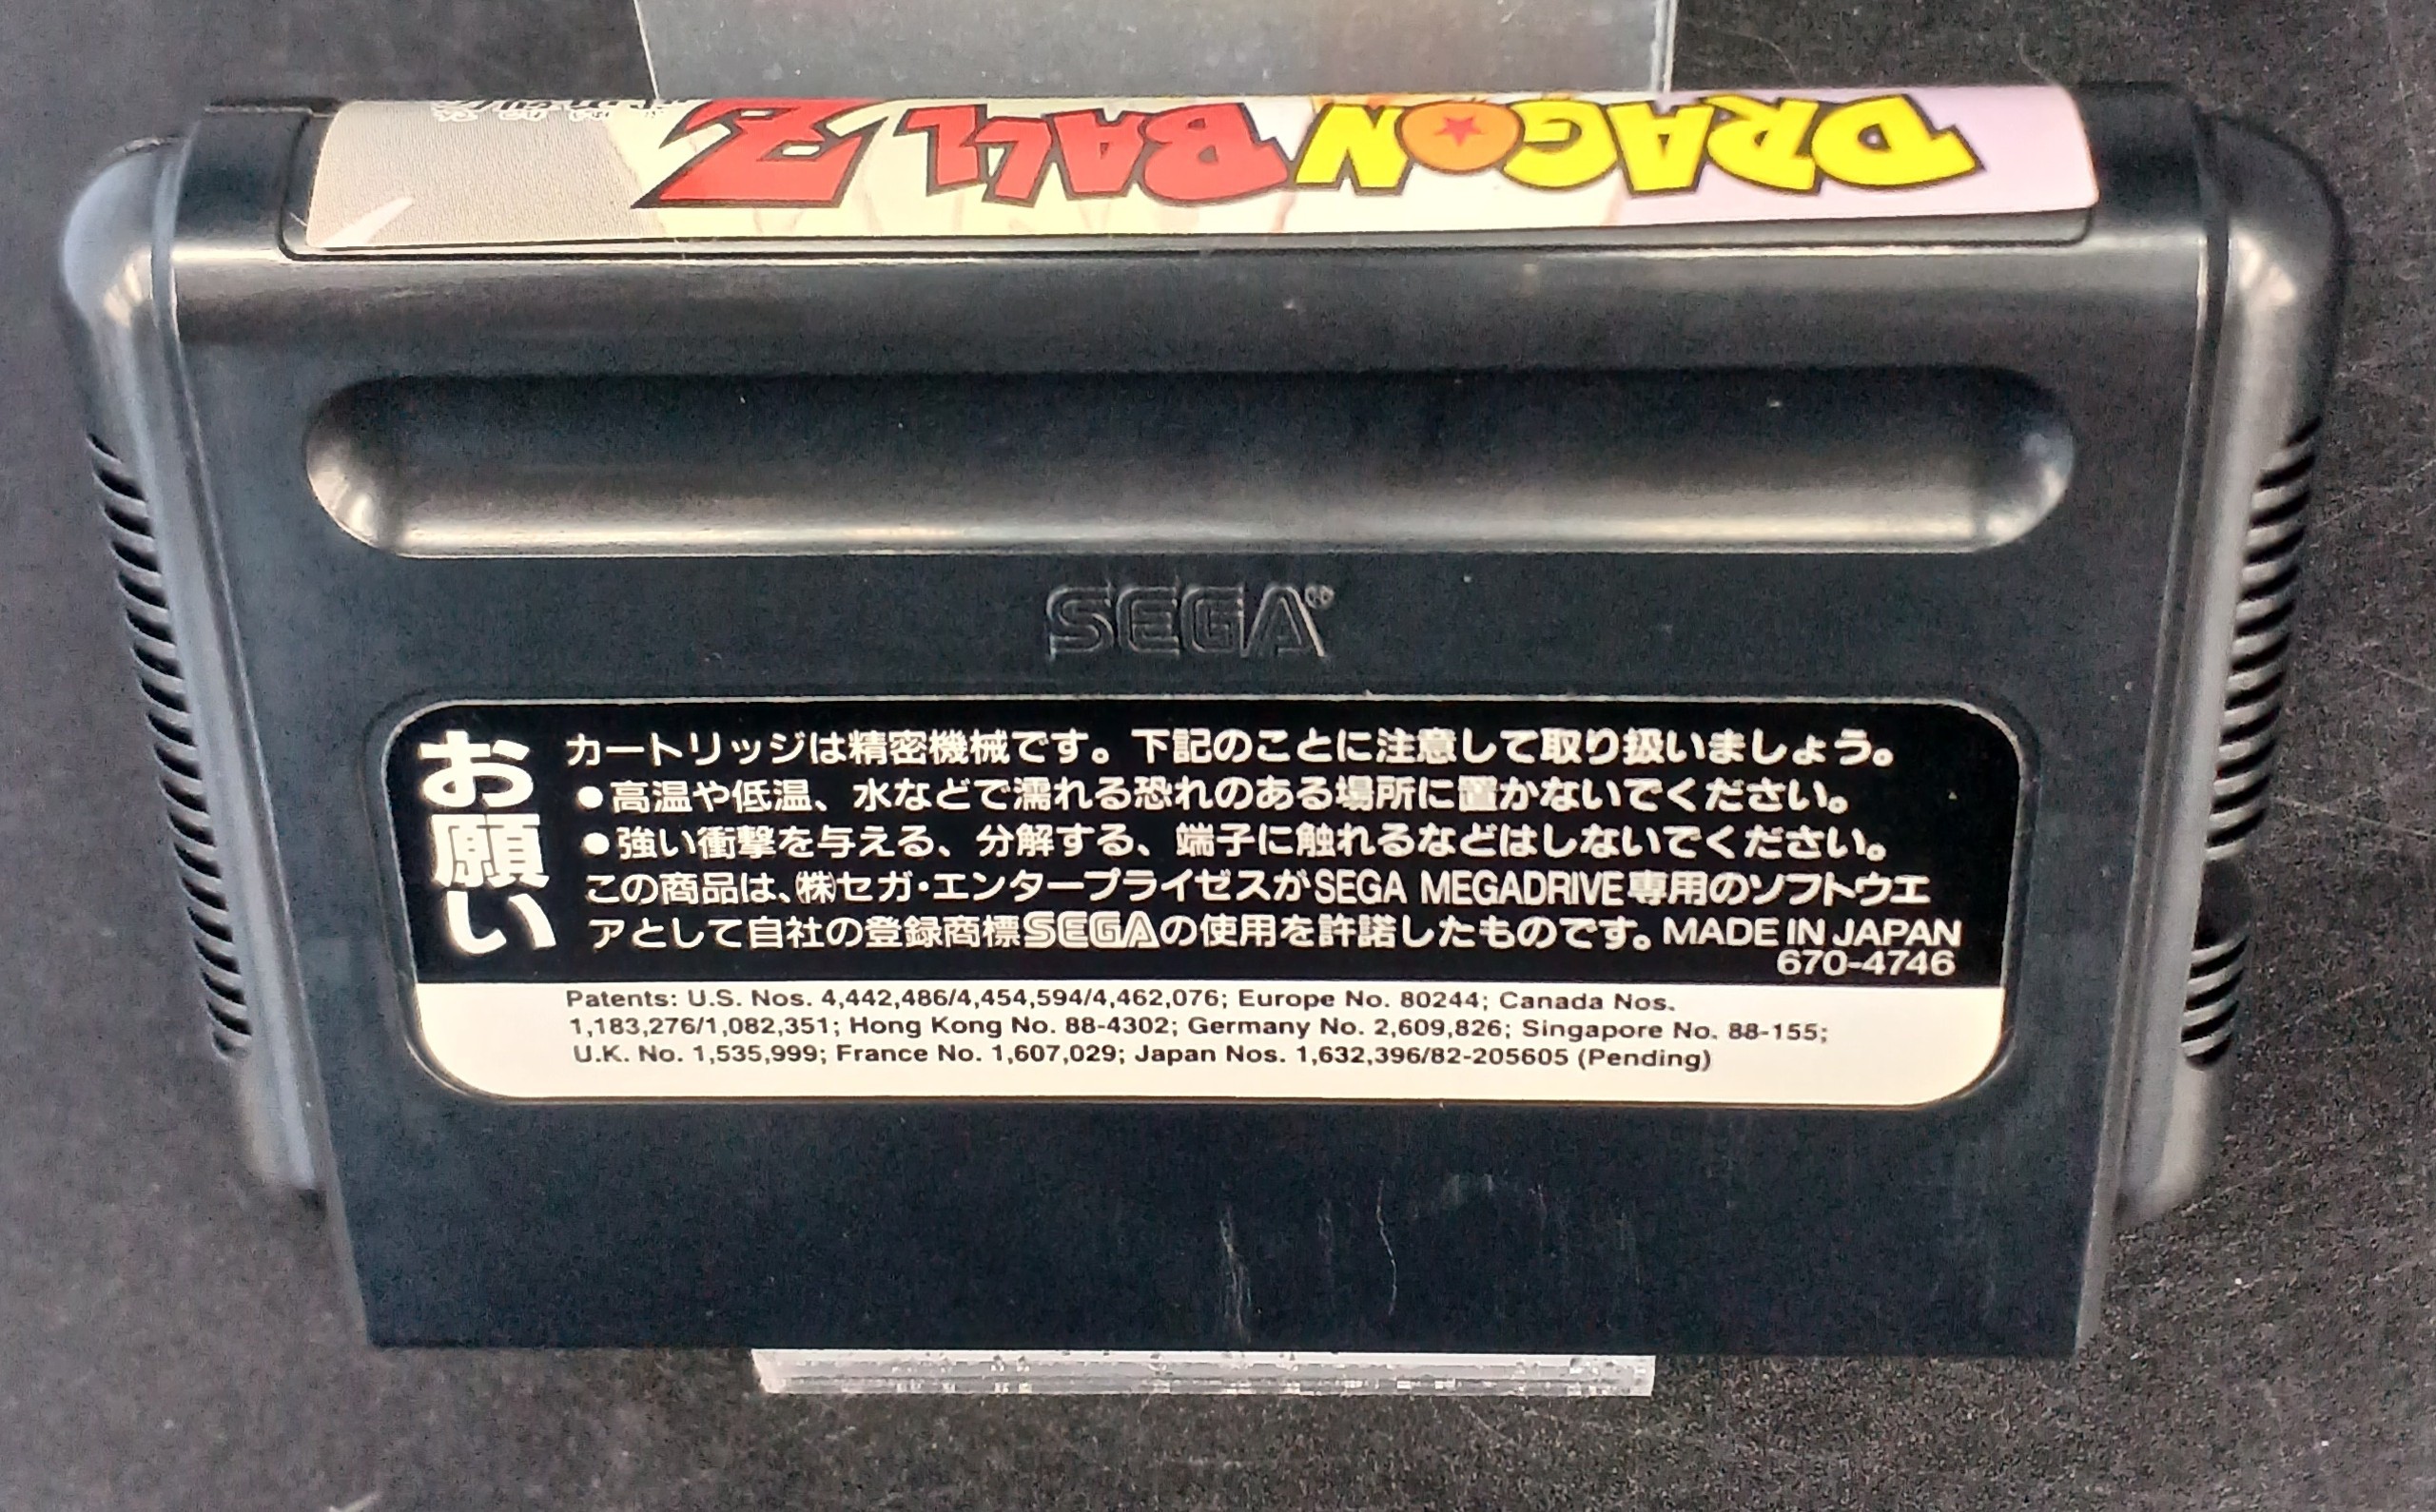 DRAGON BALL Z
SEGA®
お願い
カートリッジは精密機械です。下記のことに注意して取り扱いましょう。
●高温や低温、水などで濡れる恐れのある場所に置かないでください。
●強い衝撃を与える、分解する、端子に触れるなどはしないでください。
この商品は、㈱セガ・エンタープライゼスがSEGA MEGADRIVE専用のソフトウエ
アとして自社の登録商標SEGAの使用を許諾したものです。MADE IN JAPAN
670-4746
Patents: U.S. Nos. 4,442,486/4,454,594/4,462,076; Europe No. 80244; Canada Nos.
1,183,276/1,082,351; Hong Kong No. 88-4302; Germany No. 2,609,826; Singapore No. 88-155;
U.K. No. 1,535,999; France No. 1,607,029; Japan Nos. 1,632,396/82-205605 (Pending)